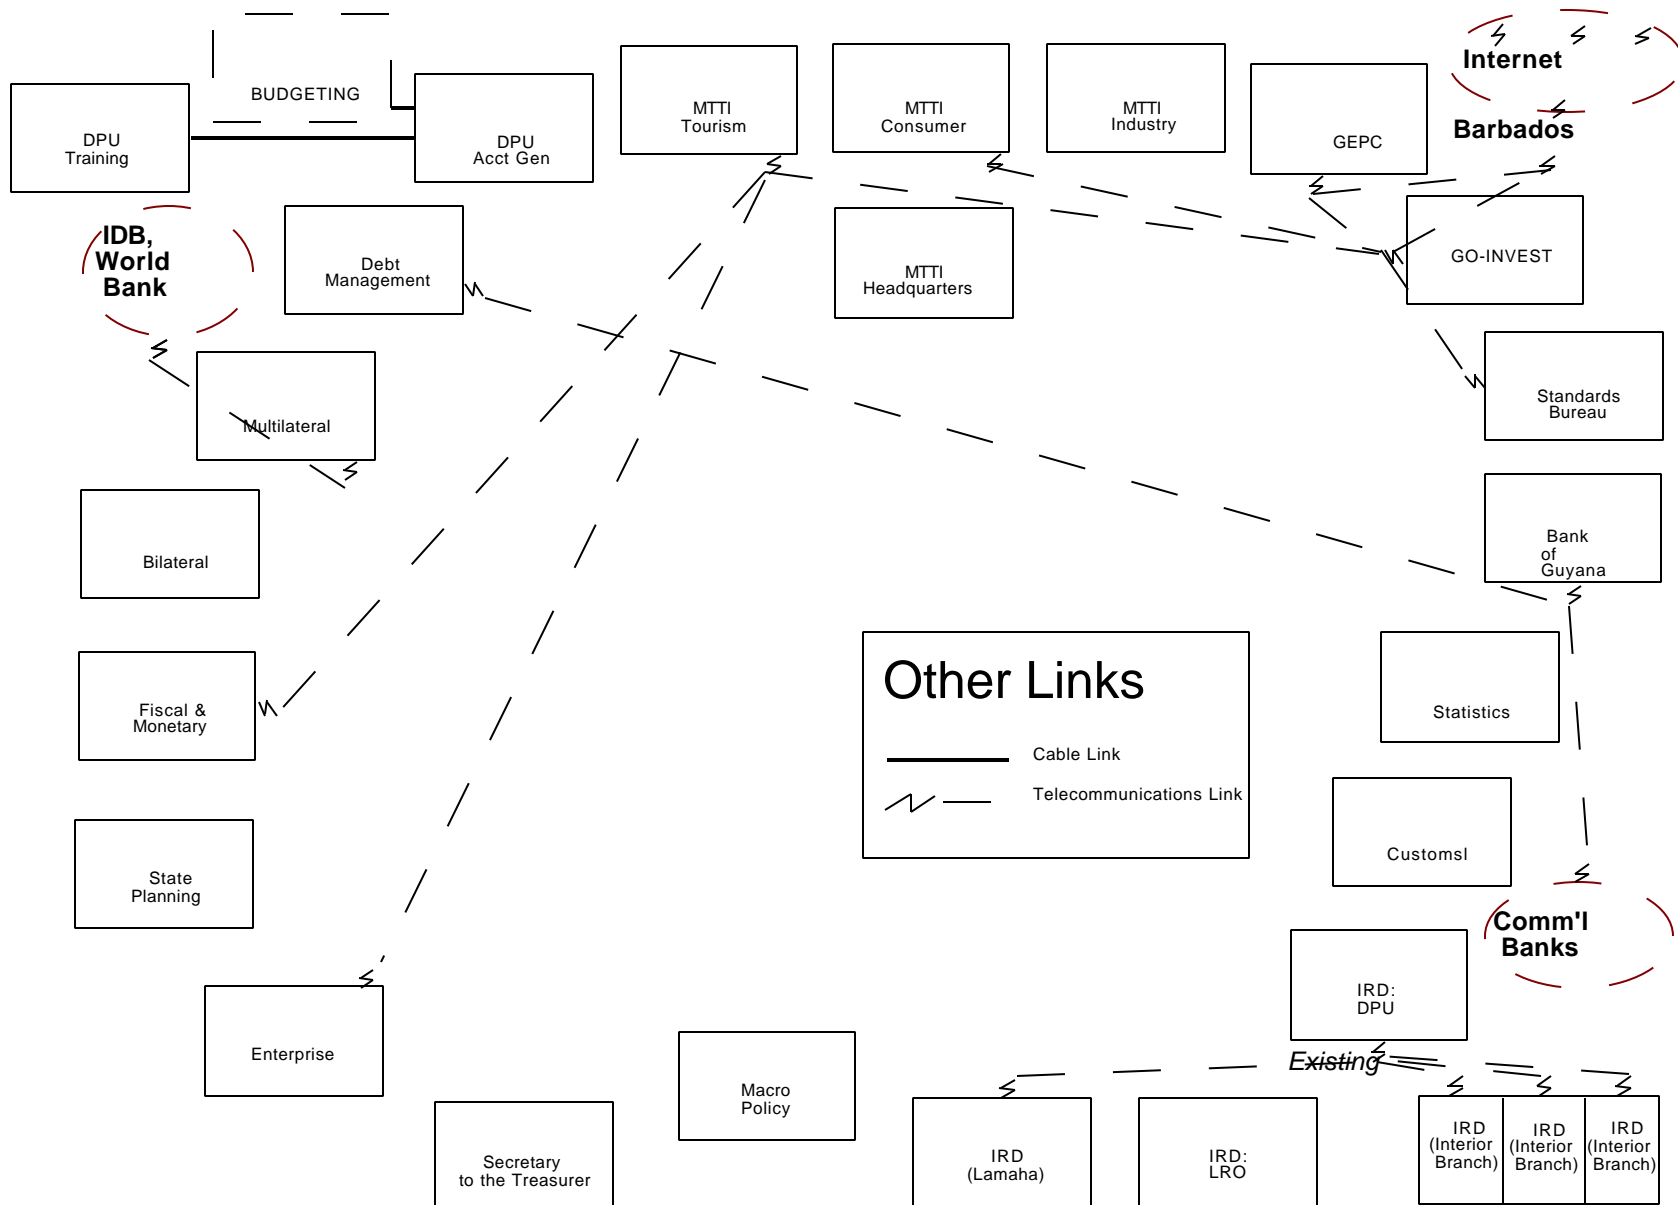 BUDGETING
DPU
Training
DPU
Acct Gen
MTTI
Tourism
MTTI
Consumer
MTTI
Industry
GEPC
Internet
Barbados
IDB,
World
Bank
Debt
Management
MTTI
Headquarters
GO-INVEST
Multilateral
Standards
Bureau
Bilateral
Bank
of
Guyana
Fiscal &
Monetary
Other Links
Cable Link
Telecommunications Link
Statistics
State
Planning
Customsl
Comm'l
Banks
Enterprise
IRD:
DPU
Existing
Macro
Policy
Secretary
to the Treasurer
IRD
(Lamaha)
IRD:
LRO
IRD
(Interior
Branch)
IRD
(Interior
Branch)
IRD
(Interior
Branch)